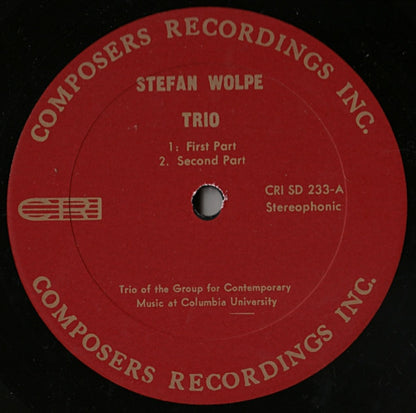 COMPOSERS RECORDINGS INC.
STEFAN WOLPE
TRIO
1: First Part
2. Second Part
CRI
CRI SD 233-A
Stereophonic
Trio of the Group for Contemporary
Music at Columbia University
COMPOSERS RECORDINGS INC.